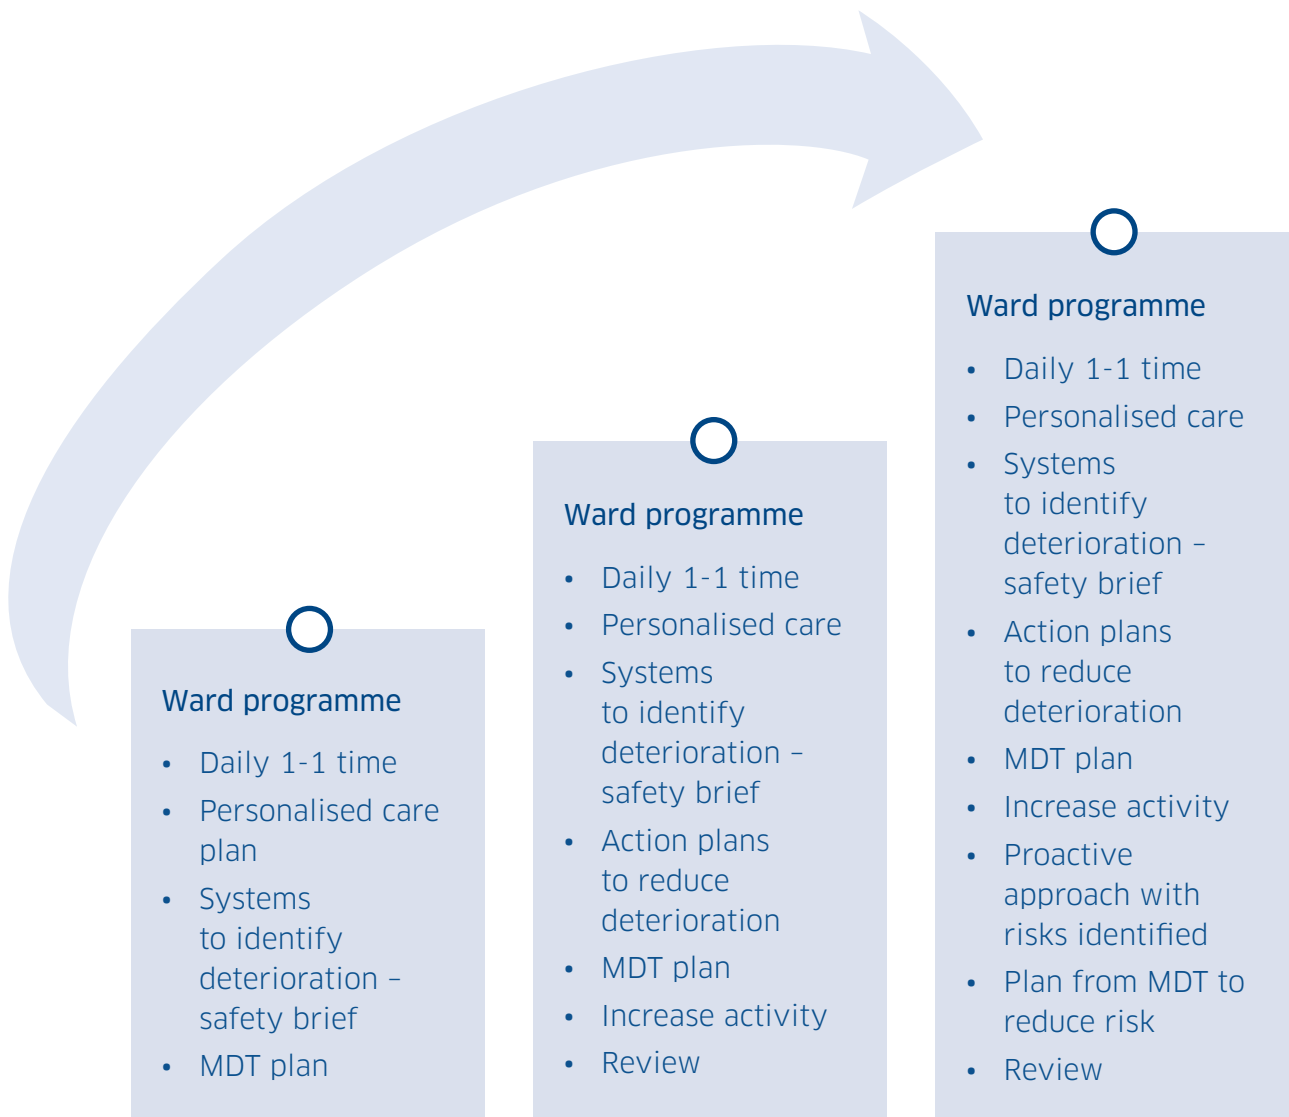 Ward programme
• Daily 1-1 time
• Personalised care
plan
• Systems
to identify
deterioration –
safety brief
• MDT plan
Ward programme
• Daily 1-1 time
• Personalised care
• Systems
to identify
deterioration –
safety brief
• Action plans
to reduce
deterioration
• MDT plan
• Increase activity
• Review
Ward programme
• Daily 1-1 time
• Personalised care
• Systems
to identify
deterioration –
safety brief
• Action plans
to reduce
deterioration
• MDT plan
• Increase activity
• Proactive
approach with
risks identified
• Plan from MDT to
reduce risk
• Review